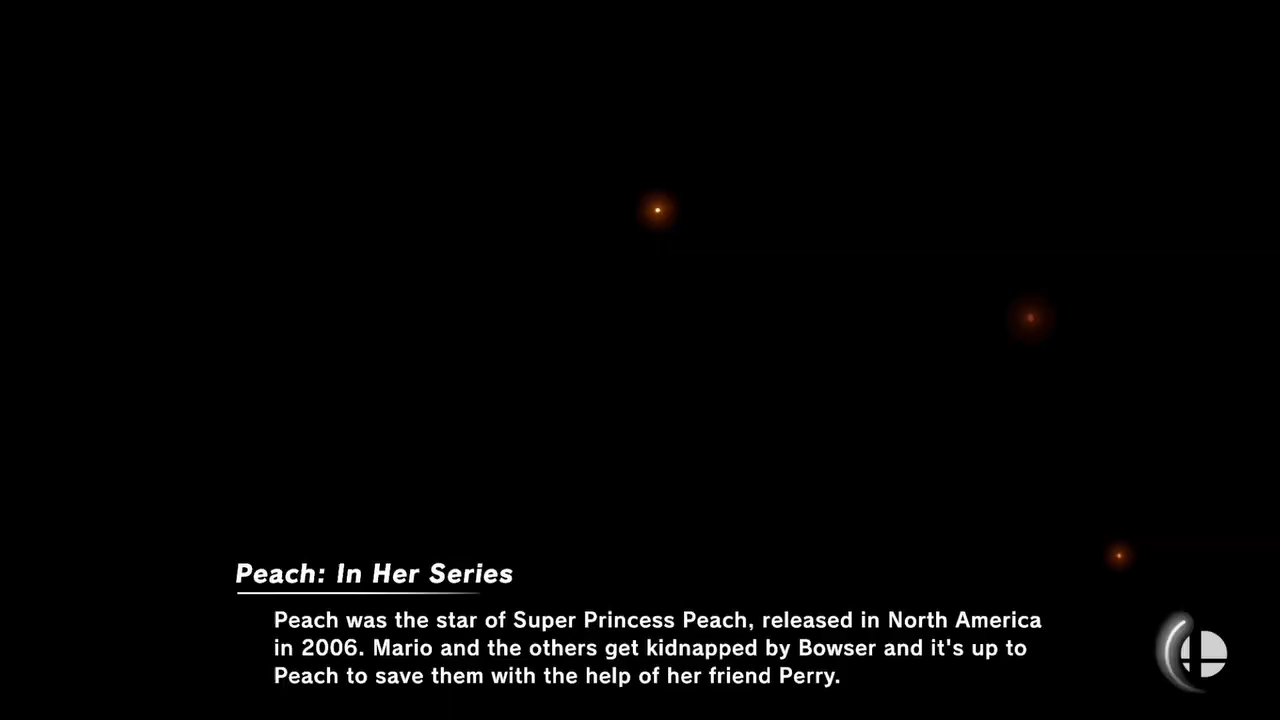 Peach: In Her Series
Peach was the star of Super Princess Peach, released in North America
in 2006. Mario and the others get kidnapped by Bowser and it's up to
Peach to save them with the help of her friend Perry.